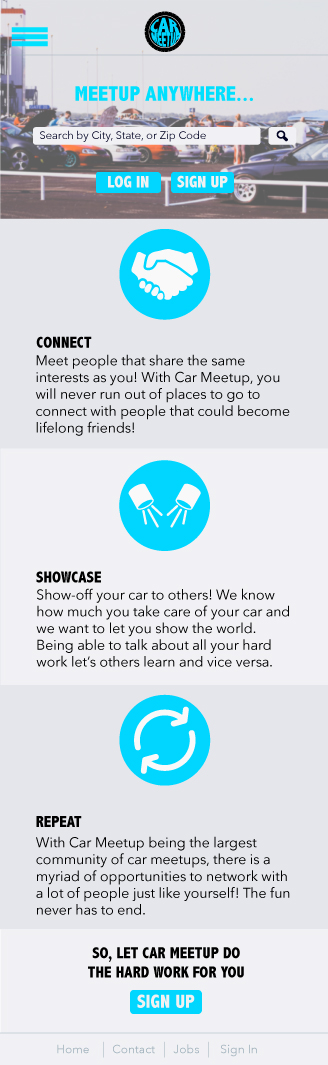 CAR
MEETUP
MEETUP ANYWHERE...
Search by City, State, or Zip Code
LOG IN SIGN UP
CONNECT
Meet people that share the same
interests as you! With Car Meetup, you
will never run out of places to go to
connect with people that could become
lifelong friends!
SHOWCASE
Show-off your car to others! We know
how much you take care of your car and
we want to let you show the world.
Being able to talk about all your hard
work let's others learn and vice versa.
REPEAT
With Car Meetup being the largest
community of car meetups, there is a
myriad of opportunities to network with
a lot of people just like yourself! The fun
never has to end.
SO, LET CAR MEETUP DO
THE HARD WORK FOR YOU
SIGN UP
Home Contact Jobs Sign In